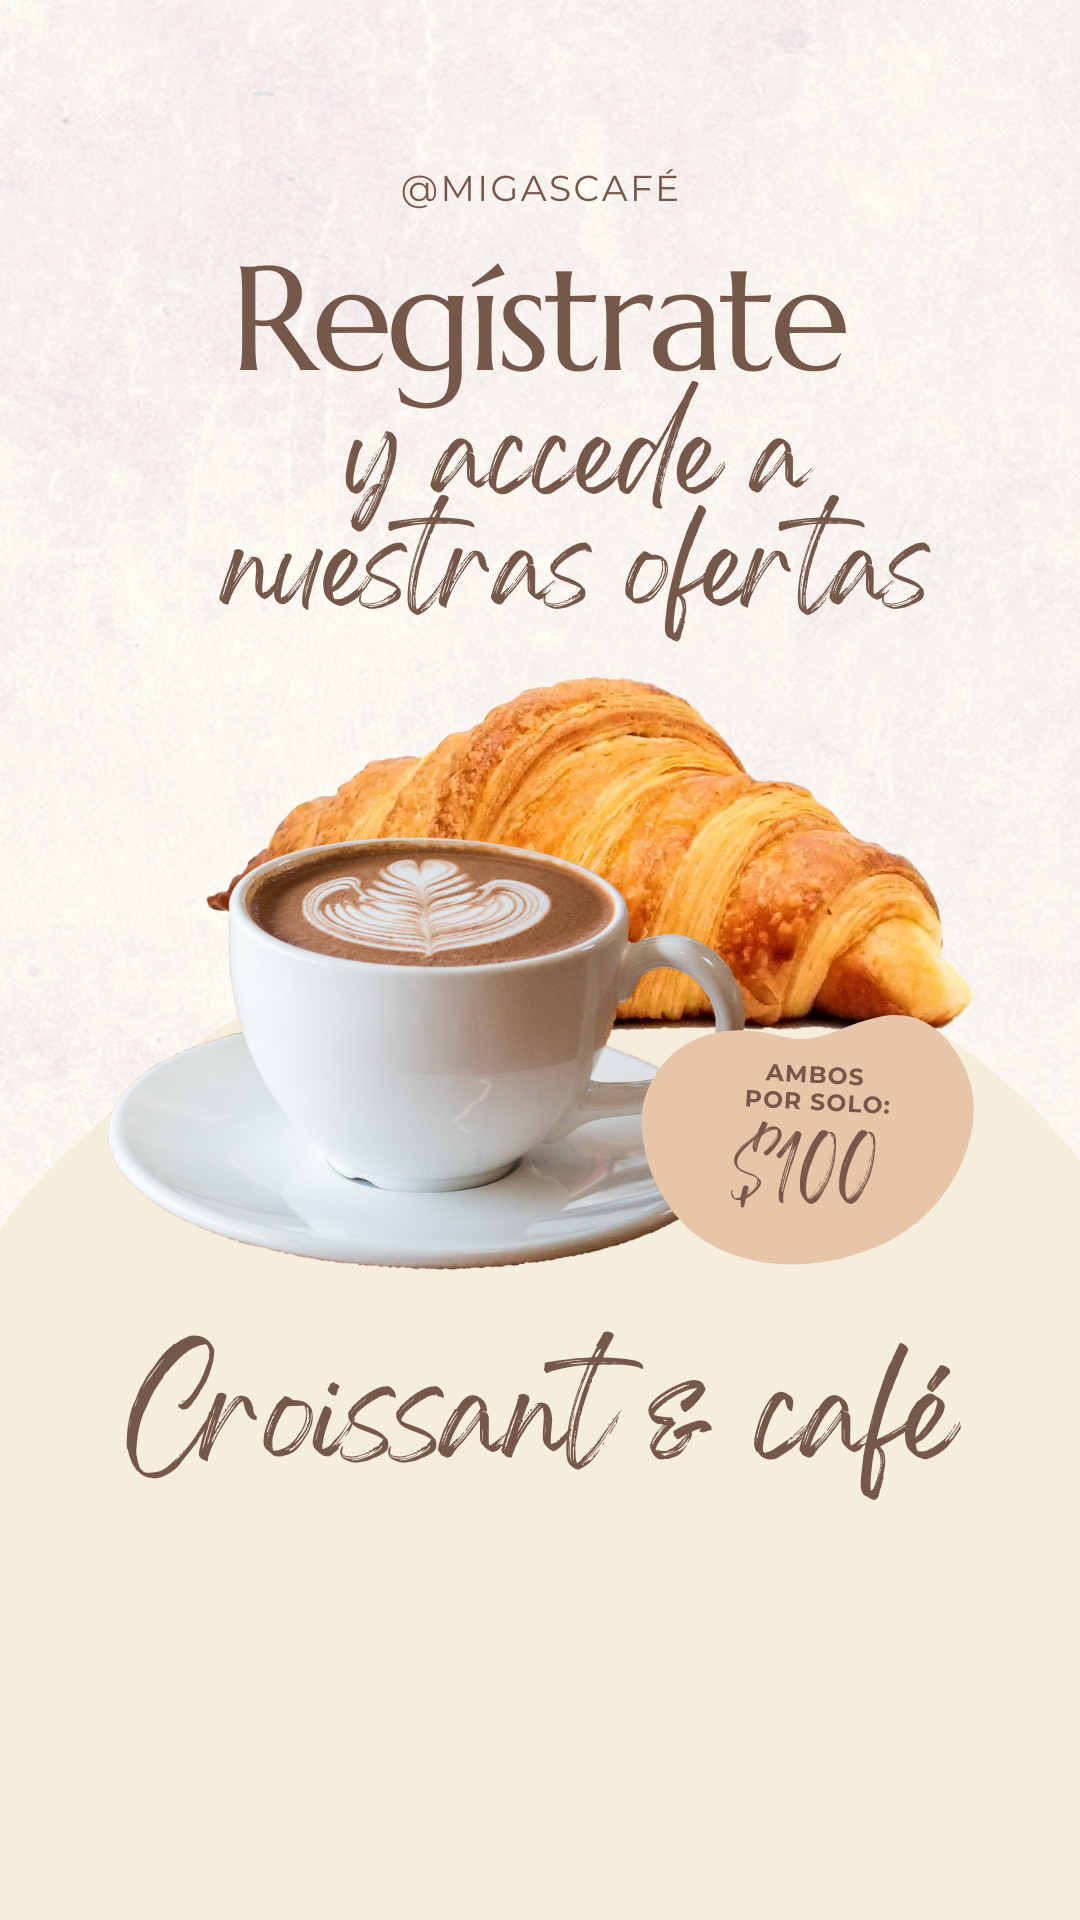 @MIGASCAFÉ
Regístrate
y accede a
nuestras ofertas
AMBOS
POR SOLO:
$100
Croissant & café